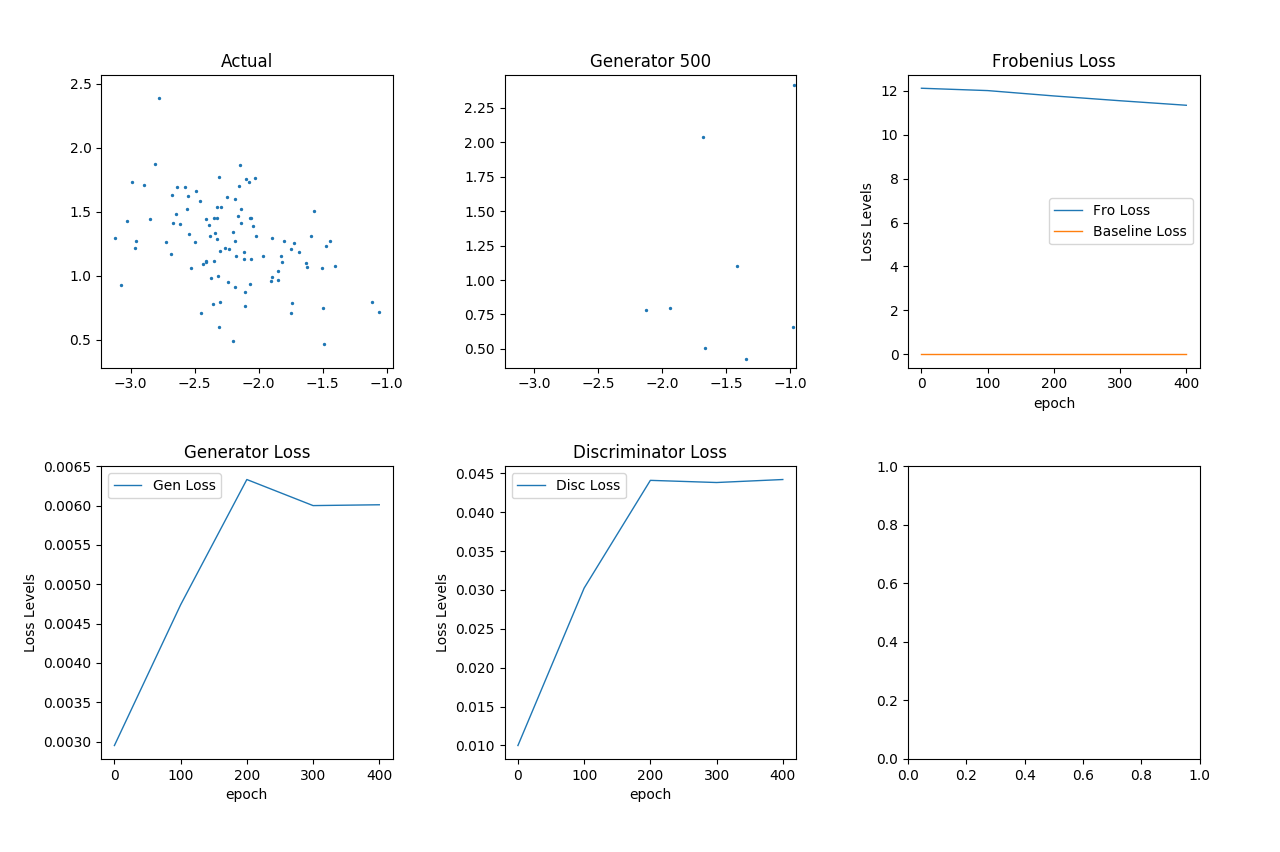 Actual
2.5
2.0
1.5
1.0
0.5
−3.0 −2.5 −2.0 −1.5 −1.0
Generator 500
2.25
2.00
1.75
1.50
1.25
1.00
0.75
0.50
−3.0 −2.5 −2.0 −1.5 −1.0
Frobenius Loss
Loss Levels
12
10
8
6
4
2
0
Fro Loss
Baseline Loss
0 100 200 300 400
epoch
Generator Loss
Loss Levels
0.0065
0.0060
0.0055
0.0050
0.0045
0.0040
0.0035
0.0030
Gen Loss
0 100 200 300 400
epoch
Discriminator Loss
Loss Levels
0.045
0.040
0.035
0.030
0.025
0.020
0.015
0.010
Disc Loss
0 100 200 300 400
epoch
1.0
0.8
0.6
0.4
0.2
0.0
0.0 0.2 0.4 0.6 0.8 1.0